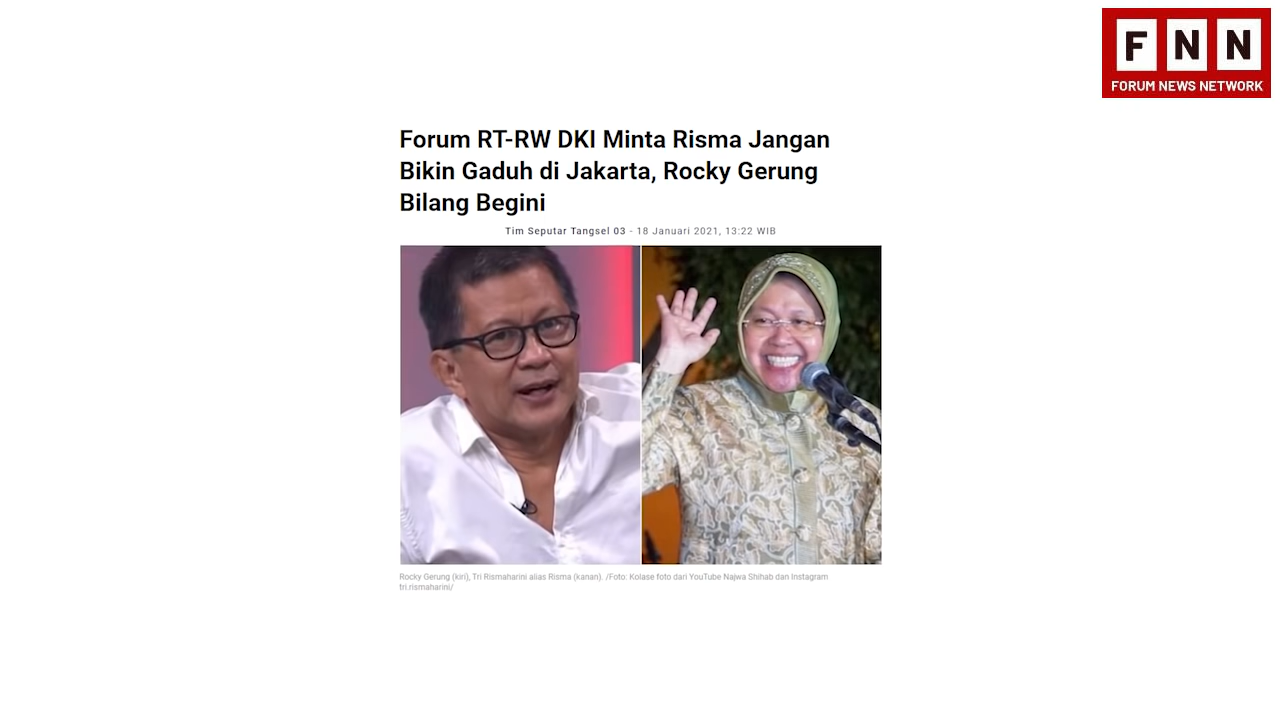 F N N
FORUM NEWS NETWORK
Forum RT-RW DKI Minta Risma Jangan
Bikin Gaduh di Jakarta, Rocky Gerung
Bilang Begini
Tim Seputar Tangsel 03 - 18 Januari 2021, 13:22 WIB
Rocky Gerung (kiri), Tri Rismaharini alias Risma (kanan). /Foto: Kolase foto dari YouTube Najwa Shihab dan Instagram
tri.rismaharini/